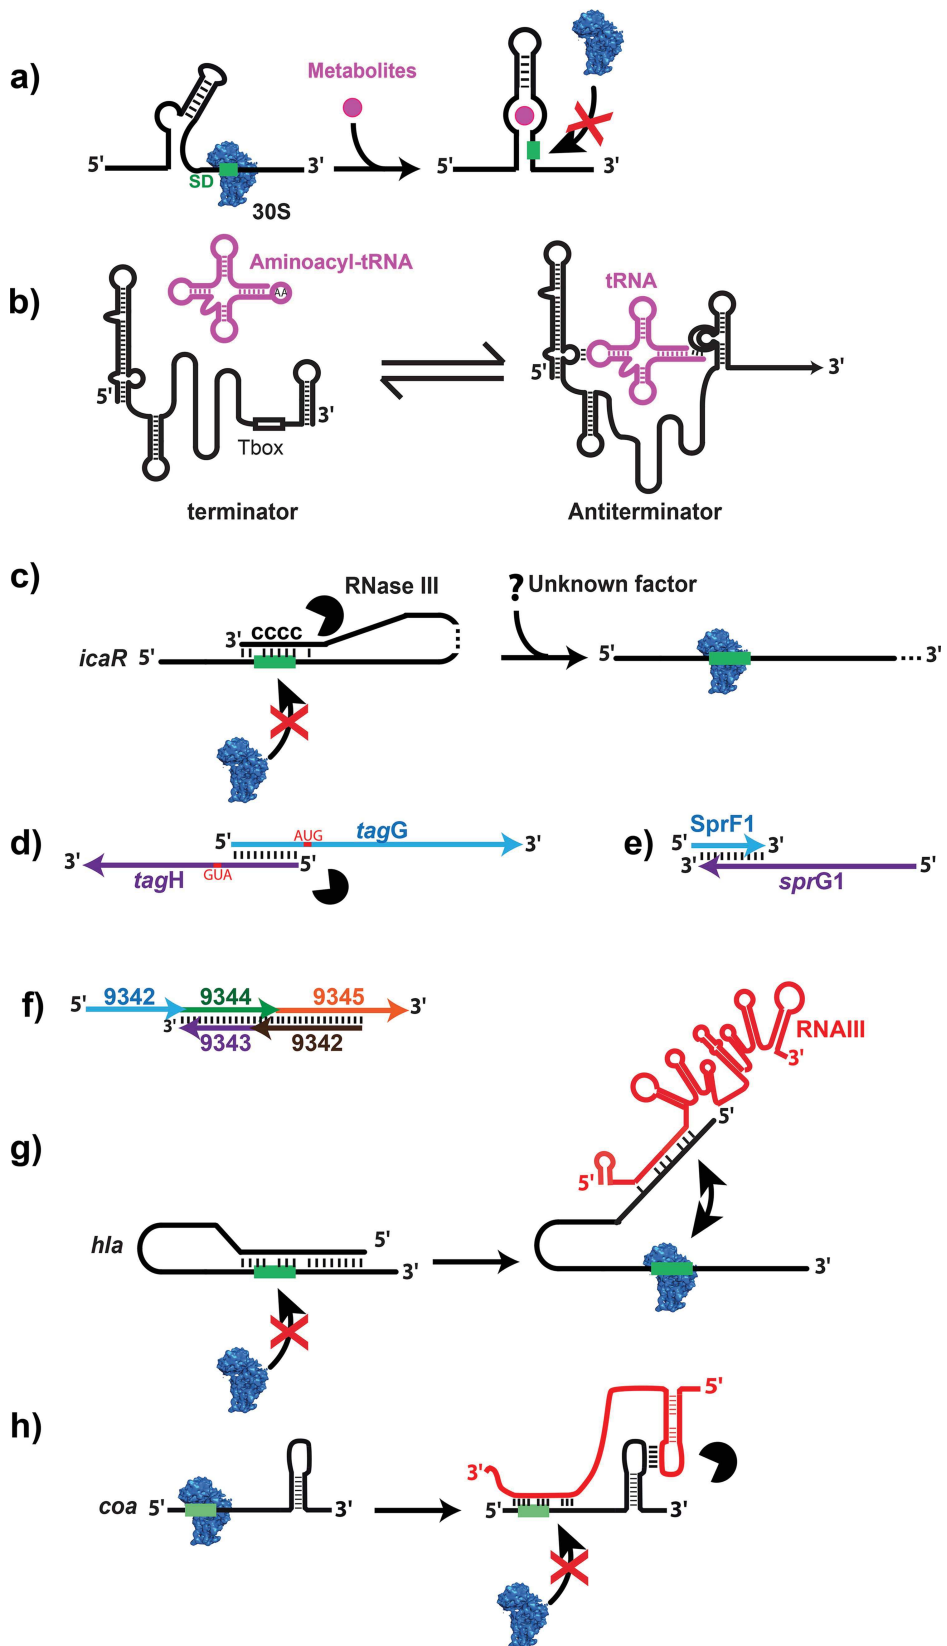 a)
Metabolites
5' SD 3' 5' 3'
30S
b)
Aminoacyl-tRNA
AA
tRNA
5' 3' 5' 3'
Tbox
terminator Antiterminator
c)
RNase III ? Unknown factor
3' CCCC
icaR 5' 5' ...3'
d)
5' AUG tagG 3'
3' tagH GUA 5'
e)
SprF1
5' 3'
3' sprG1 5'
f)
5' 9342 9344 9345 3'
3' 9343 9342
RNAIII
3'
5'
g)
5'
hla 5'
3' 3'
h)
5'
3'
coa 5' 3' 5' 3'